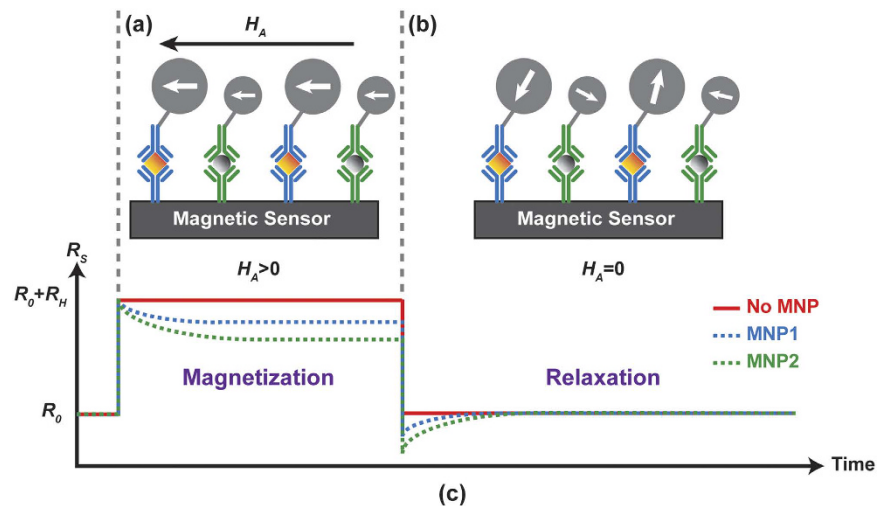 (a)
(b)
H_A
Magnetic Sensor
Magnetic Sensor
R_S
H_A>0
H_A=0
R_0+R_H
No MNP
MNP1
MNP2
Magnetization
Relaxation
R_0
Time
(c)